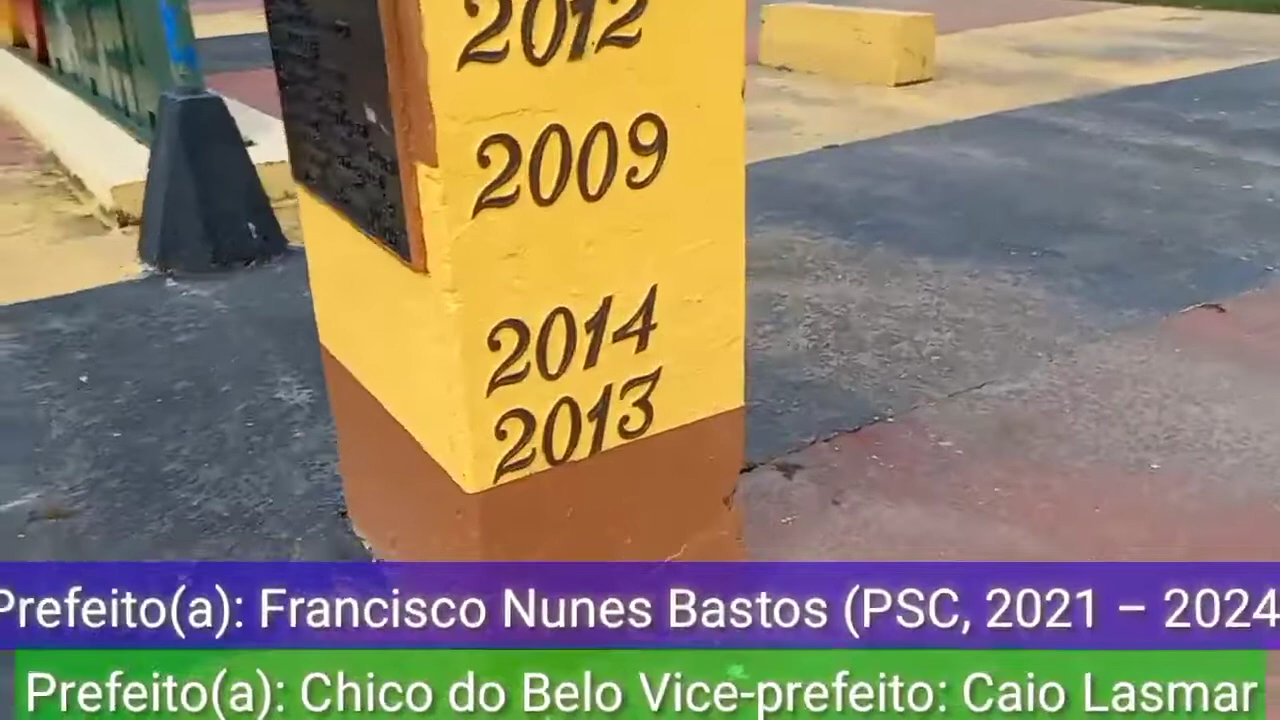 2012
2009
2014
2013
Prefeito(a): Francisco Nunes Bastos (PSC, 2021 – 2024
Prefeito(a): Chico do Belo Vice-prefeito: Caio Lasmar